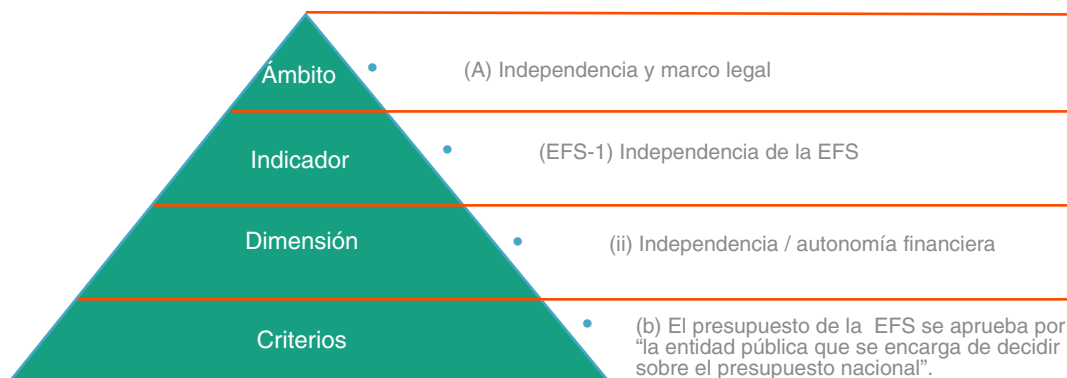 Ámbito
(A) Independencia y marco legal
Indicador
(EFS-1) Independencia de la EFS
Dimensión
(ii) Independencia / autonomía financiera
Criterios
(b) El presupuesto de la EFS se aprueba por
“la entidad pública que se encarga de decidir
sobre el presupuesto nacional”.